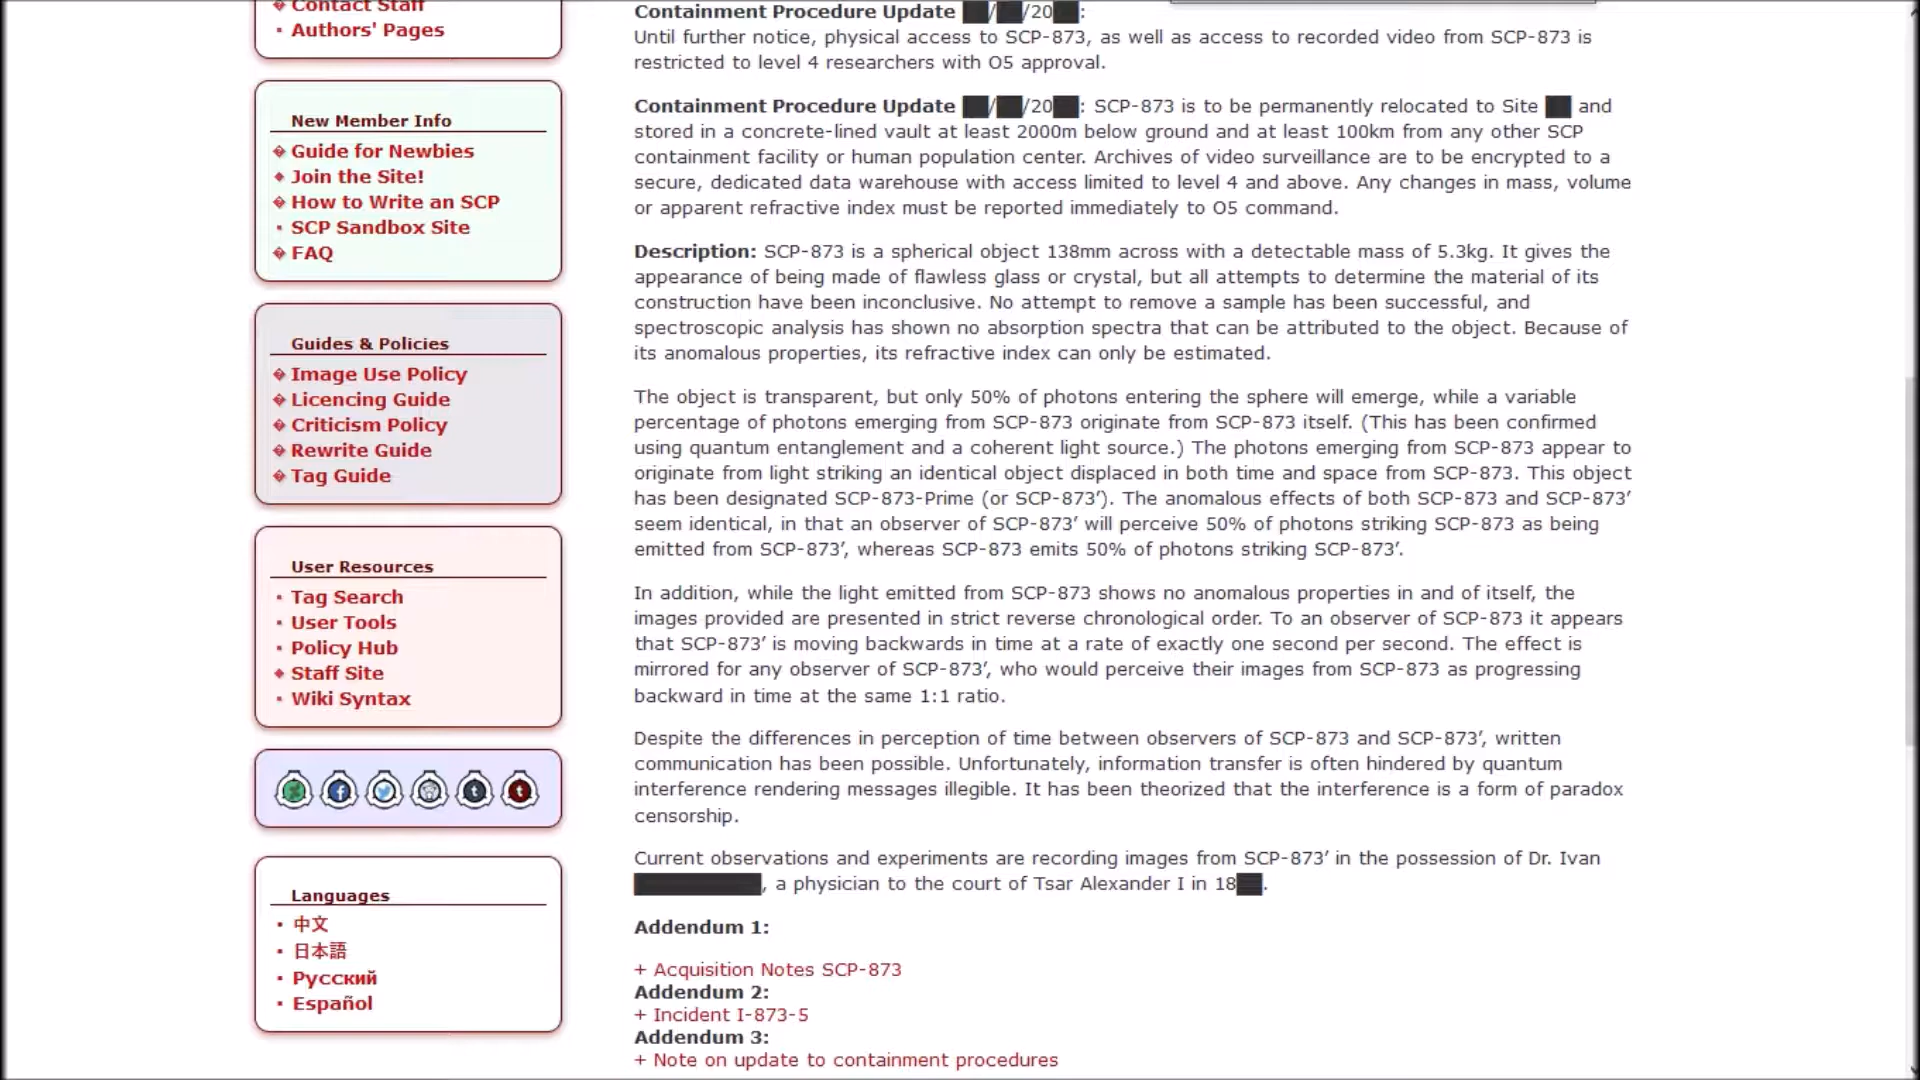 Contact Staff
Authors' Pages
New Member Info
Guide for Newbies
Join the Site!
How to Write an SCP
SCP Sandbox Site
FAQ
Guides & Policies
Image Use Policy
Licencing Guide
Criticism Policy
Rewrite Guide
Tag Guide
User Resources
Tag Search
User Tools
Policy Hub
Staff Site
Wiki Syntax
Languages
中文
日本語
Русский
Español
Containment Procedure Update ██/██/20██:
Until further notice, physical access to SCP-873, as well as access to recorded video from SCP-873 is
restricted to level 4 researchers with O5 approval.
Containment Procedure Update ██/██/20██: SCP-873 is to be permanently relocated to Site ██ and
stored in a concrete-lined vault at least 2000m below ground and at least 100km from any other SCP
containment facility or human population center. Archives of video surveillance are to be encrypted to a
secure, dedicated data warehouse with access limited to level 4 and above. Any changes in mass, volume
or apparent refractive index must be reported immediately to O5 command.
Description: SCP-873 is a spherical object 138mm across with a detectable mass of 5.3kg. It gives the
appearance of being made of flawless glass or crystal, but all attempts to determine the material of its
construction have been inconclusive. No attempt to remove a sample has been successful, and
spectroscopic analysis has shown no absorption spectra that can be attributed to the object. Because of
its anomalous properties, its refractive index can only be estimated.
The object is transparent, but only 50% of photons entering the sphere will emerge, while a variable
percentage of photons emerging from SCP-873 originate from SCP-873 itself. (This has been confirmed
using quantum entanglement and a coherent light source.) The photons emerging from SCP-873 appear to
originate from light striking an identical object displaced in both time and space from SCP-873. This object
has been designated SCP-873-Prime (or SCP-873′). The anomalous effects of both SCP-873 and SCP-873′
seem identical, in that an observer of SCP-873′ will perceive 50% of photons striking SCP-873 as being
emitted from SCP-873′, whereas SCP-873 emits 50% of photons striking SCP-873′.
In addition, while the light emitted from SCP-873 shows no anomalous properties in and of itself, the
images provided are presented in strict reverse chronological order. To an observer of SCP-873 it appears
that SCP-873′ is moving backwards in time at a rate of exactly one second per second. The effect is
mirrored for any observer of SCP-873′, who would perceive their images from SCP-873 as progressing
backward in time at the same 1:1 ratio.
Despite the differences in perception of time between observers of SCP-873 and SCP-873′, written
communication has been possible. Unfortunately, information transfer is often hindered by quantum
interference rendering messages illegible. It has been theorized that the interference is a form of paradox
censorship.
Current observations and experiments are recording images from SCP-873′ in the possession of Dr. Ivan
██████████, a physician to the court of Tsar Alexander I in 18██.
Addendum 1:
+ Acquisition Notes SCP-873
Addendum 2:
+ Incident I-873-5
Addendum 3:
+ Note on update to containment procedures